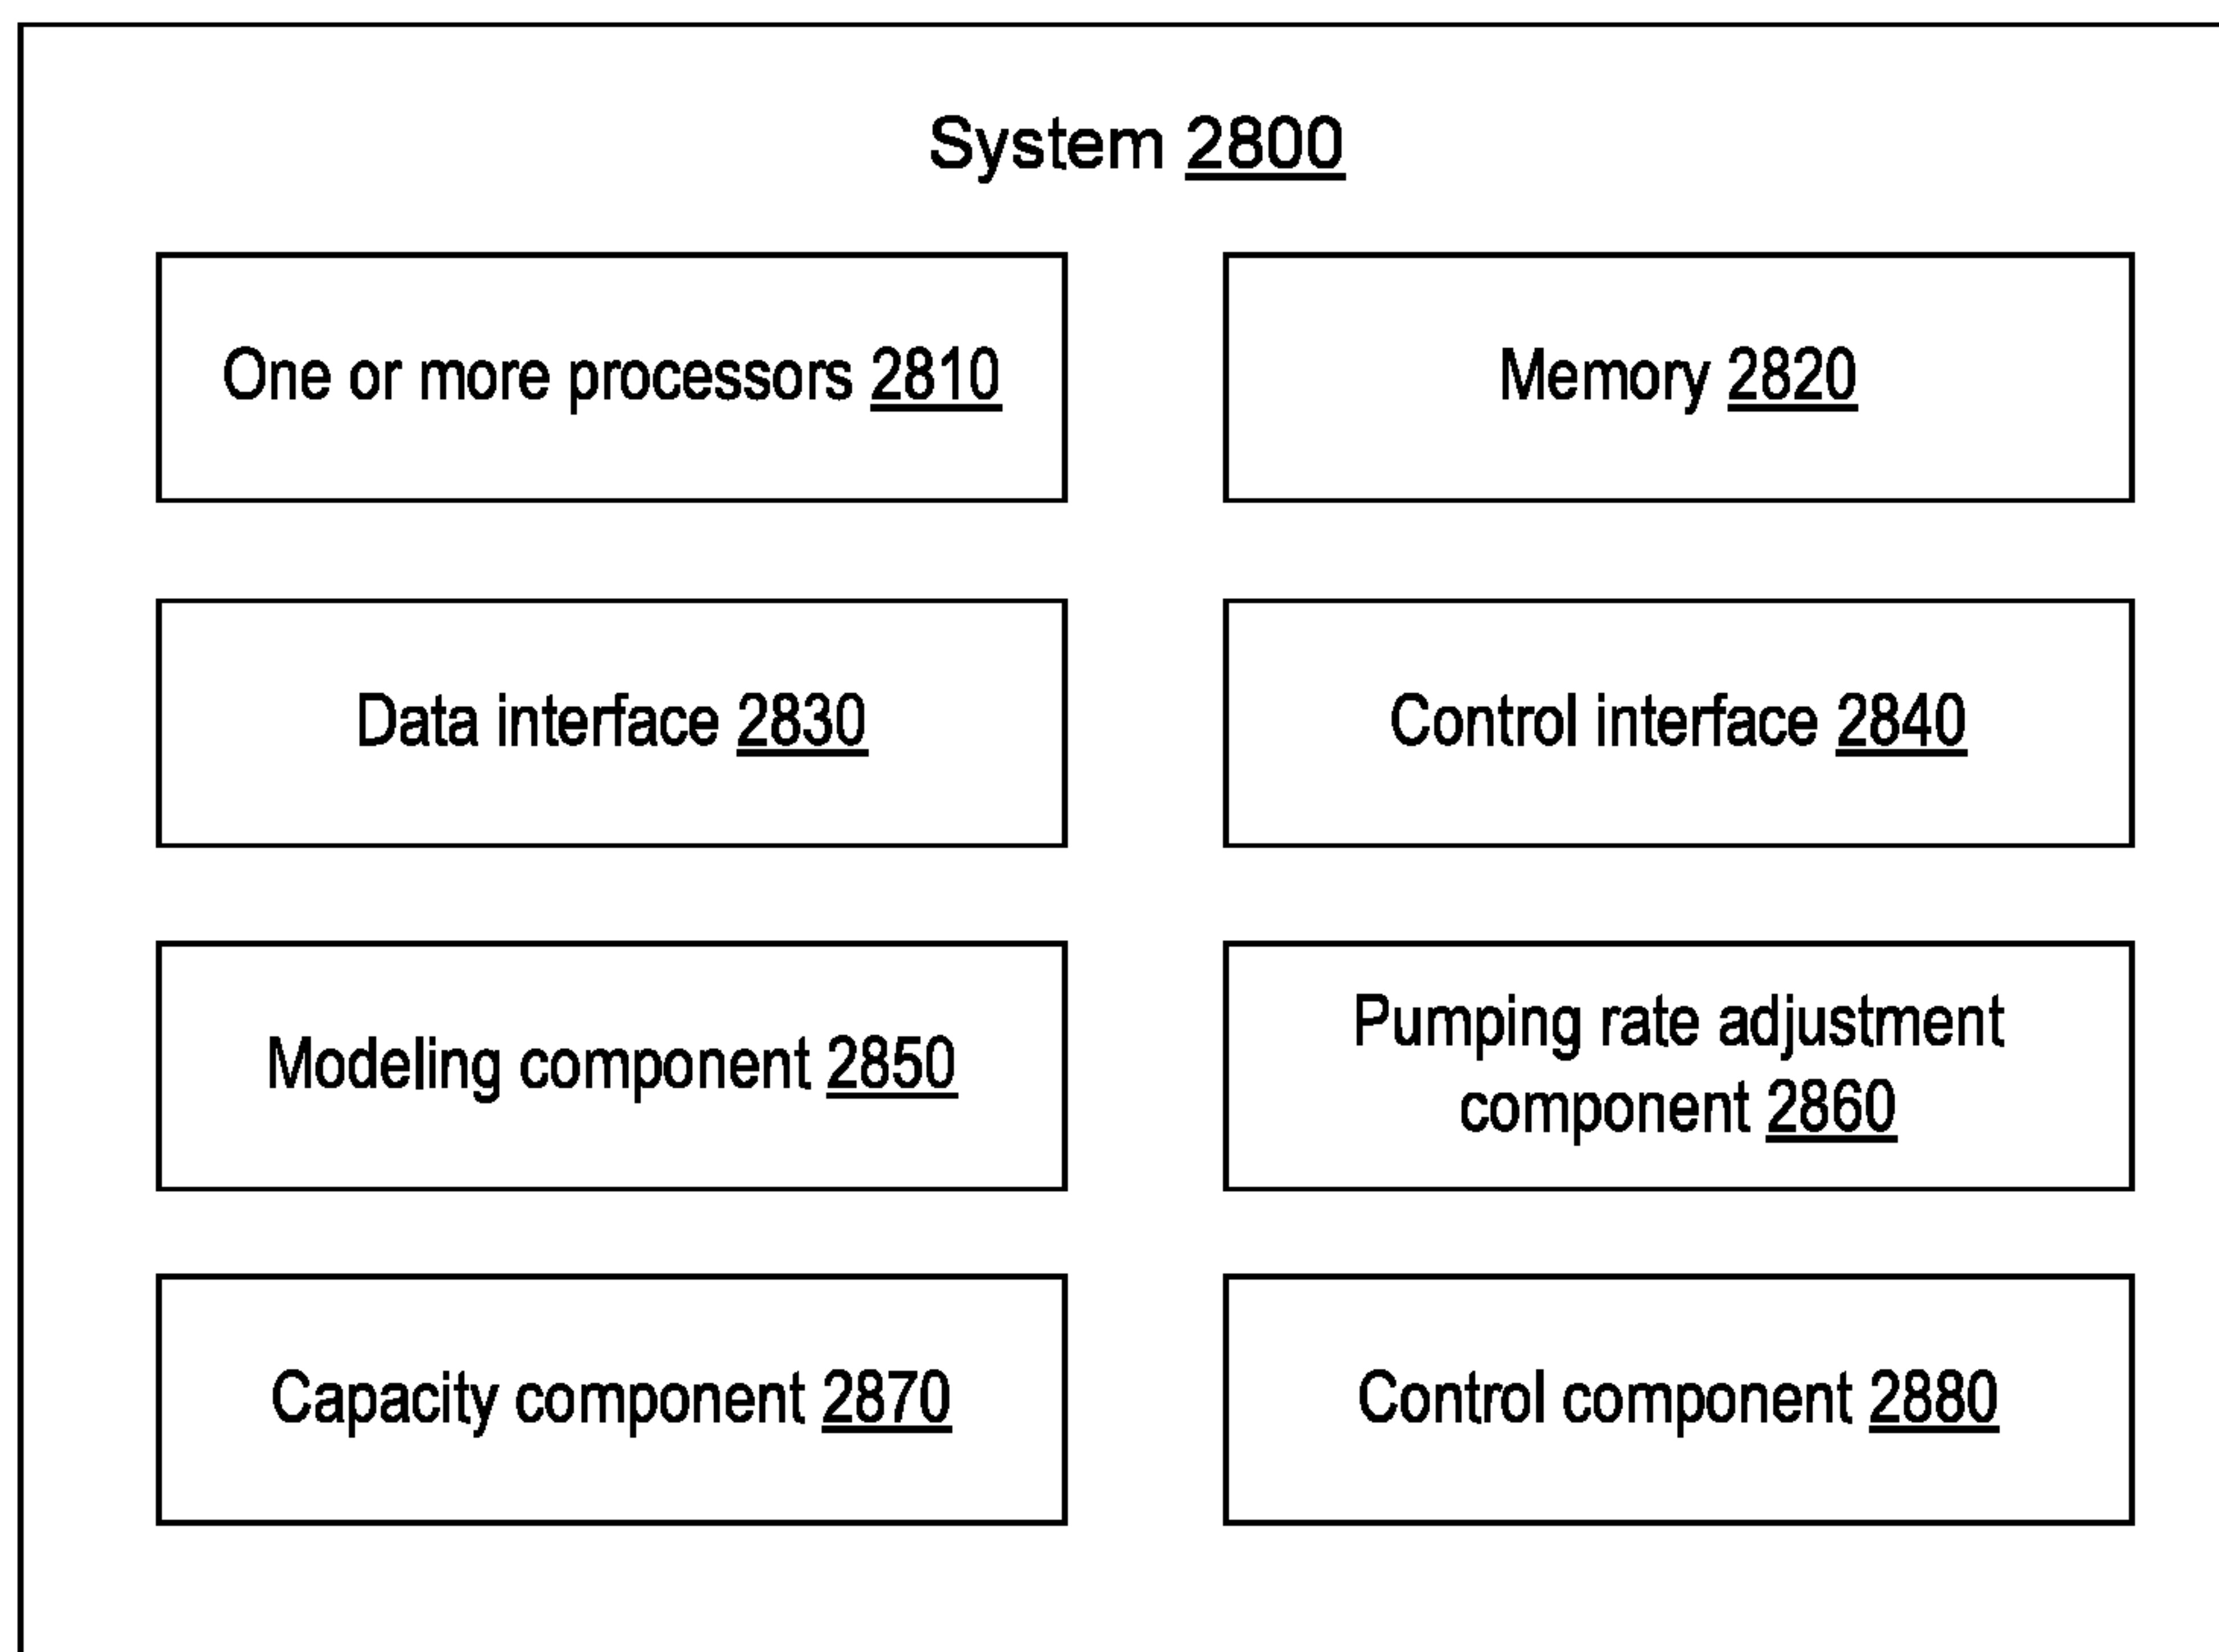 System 2800
One or more processors 2810
Memory 2820
Data interface 2830
Control interface 2840
Modeling component 2850
Pumping rate adjustment
component 2860
Capacity component 2870
Control component 2880